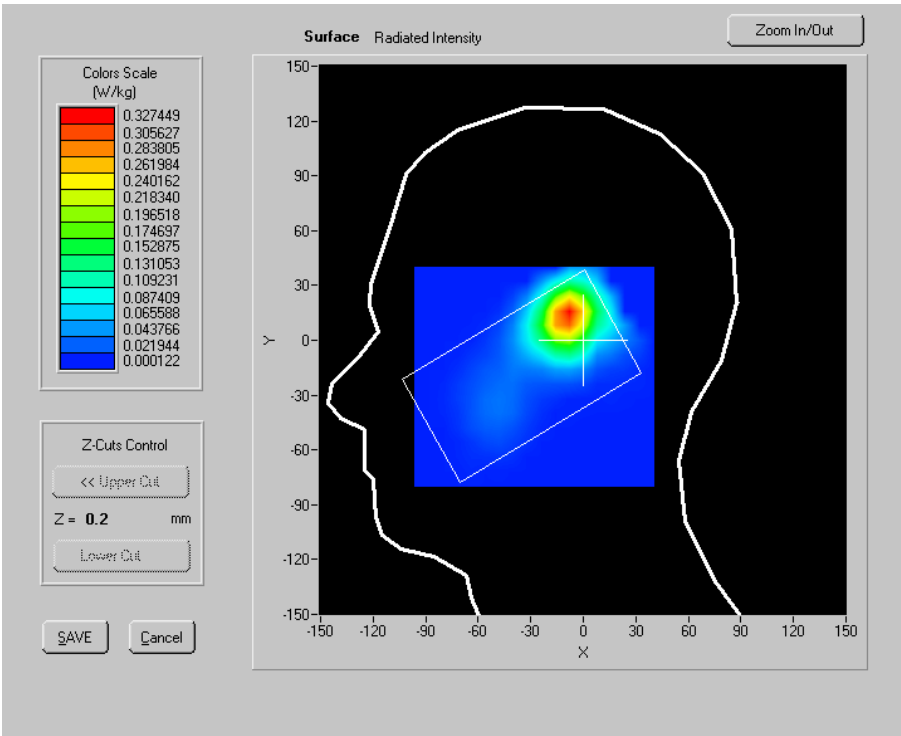 Surface Radiated Intensity
Zoom In/Out
Colors Scale
(W/kg)
0.327449
0.305627
0.283805
0.261984
0.240162
0.218340
0.196518
0.174697
0.152875
0.131053
0.109231
0.087409
0.065588
0.043766
0.021944
0.000122
Z-Cuts Control
<< Upper Cut
Z = 0.2 mm
Lower Cut
SAVE
Cancel
150
120
90
60
30
0
-30
-60
-90
-120
-150
Y
-150 -120 -90 -60 -30 0 30 60 90 120 150
X